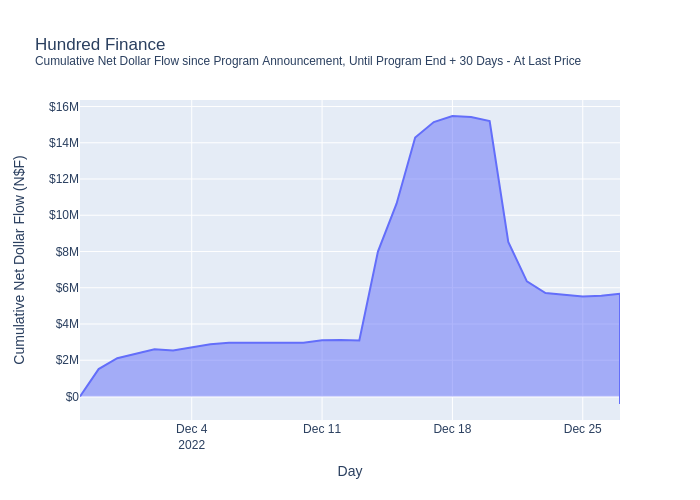 Hundred Finance
Cumulative Net Dollar Flow since Program Announcement, Until Program End + 30 Days - At Last Price
Cumulative Net Dollar Flow (N$F)
$16M
$14M
$12M
$10M
$8M
$6M
$4M
$2M
$0
Dec 4
2022
Dec 11
Dec 18
Dec 25
Day